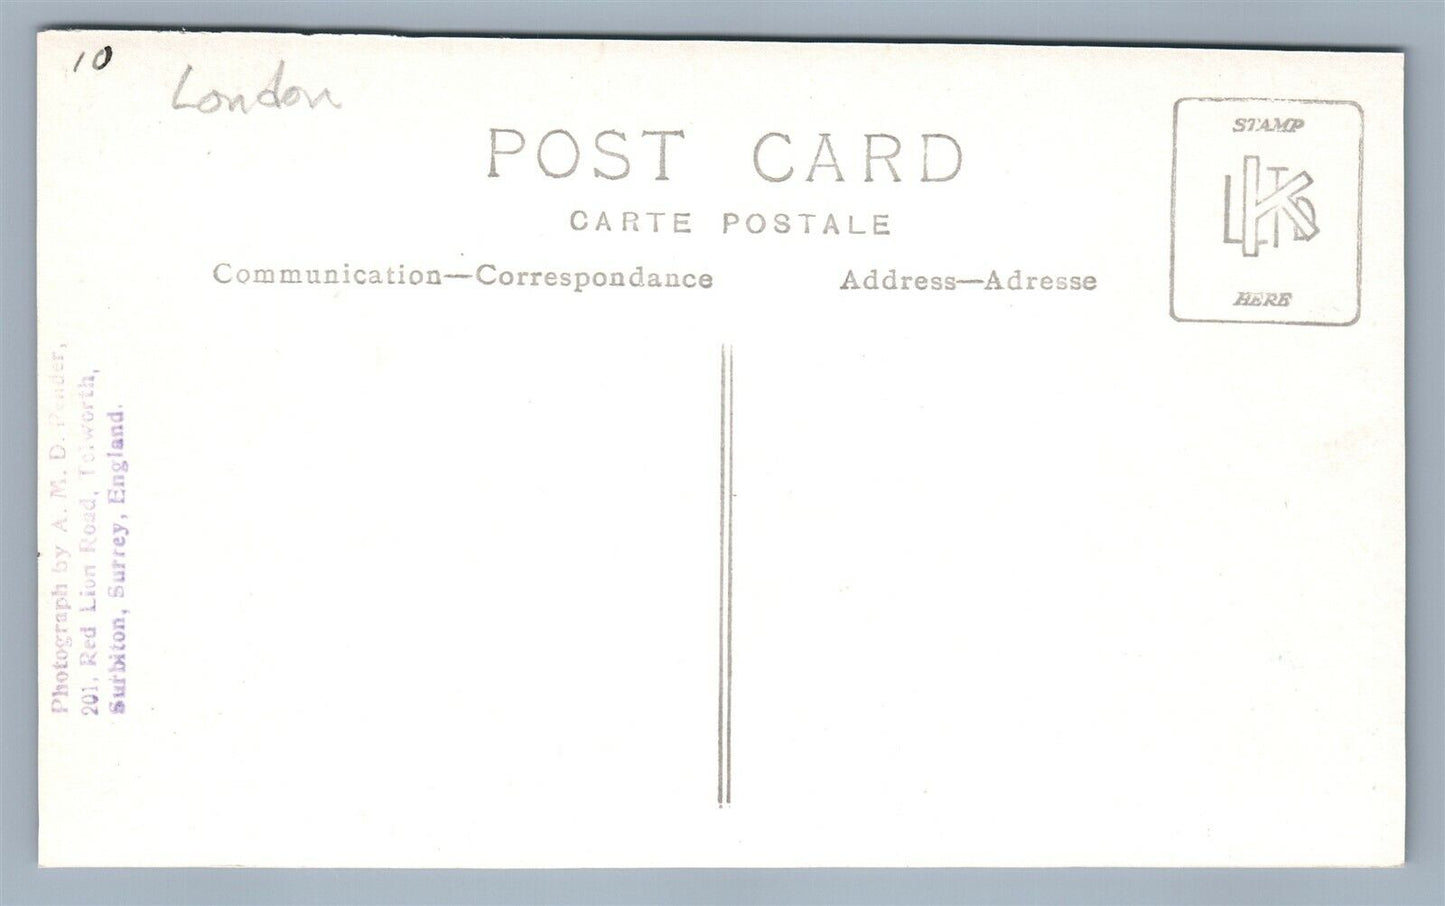 10
London
POST CARD
CARTE POSTALE
Communication—Correspondance
Address—Adresse
STAMP
K LTD
HERE
Photograph by A. M. D. Pender,
201, Red Lion Road, Tolworth,
Surbiton, Surrey, England.